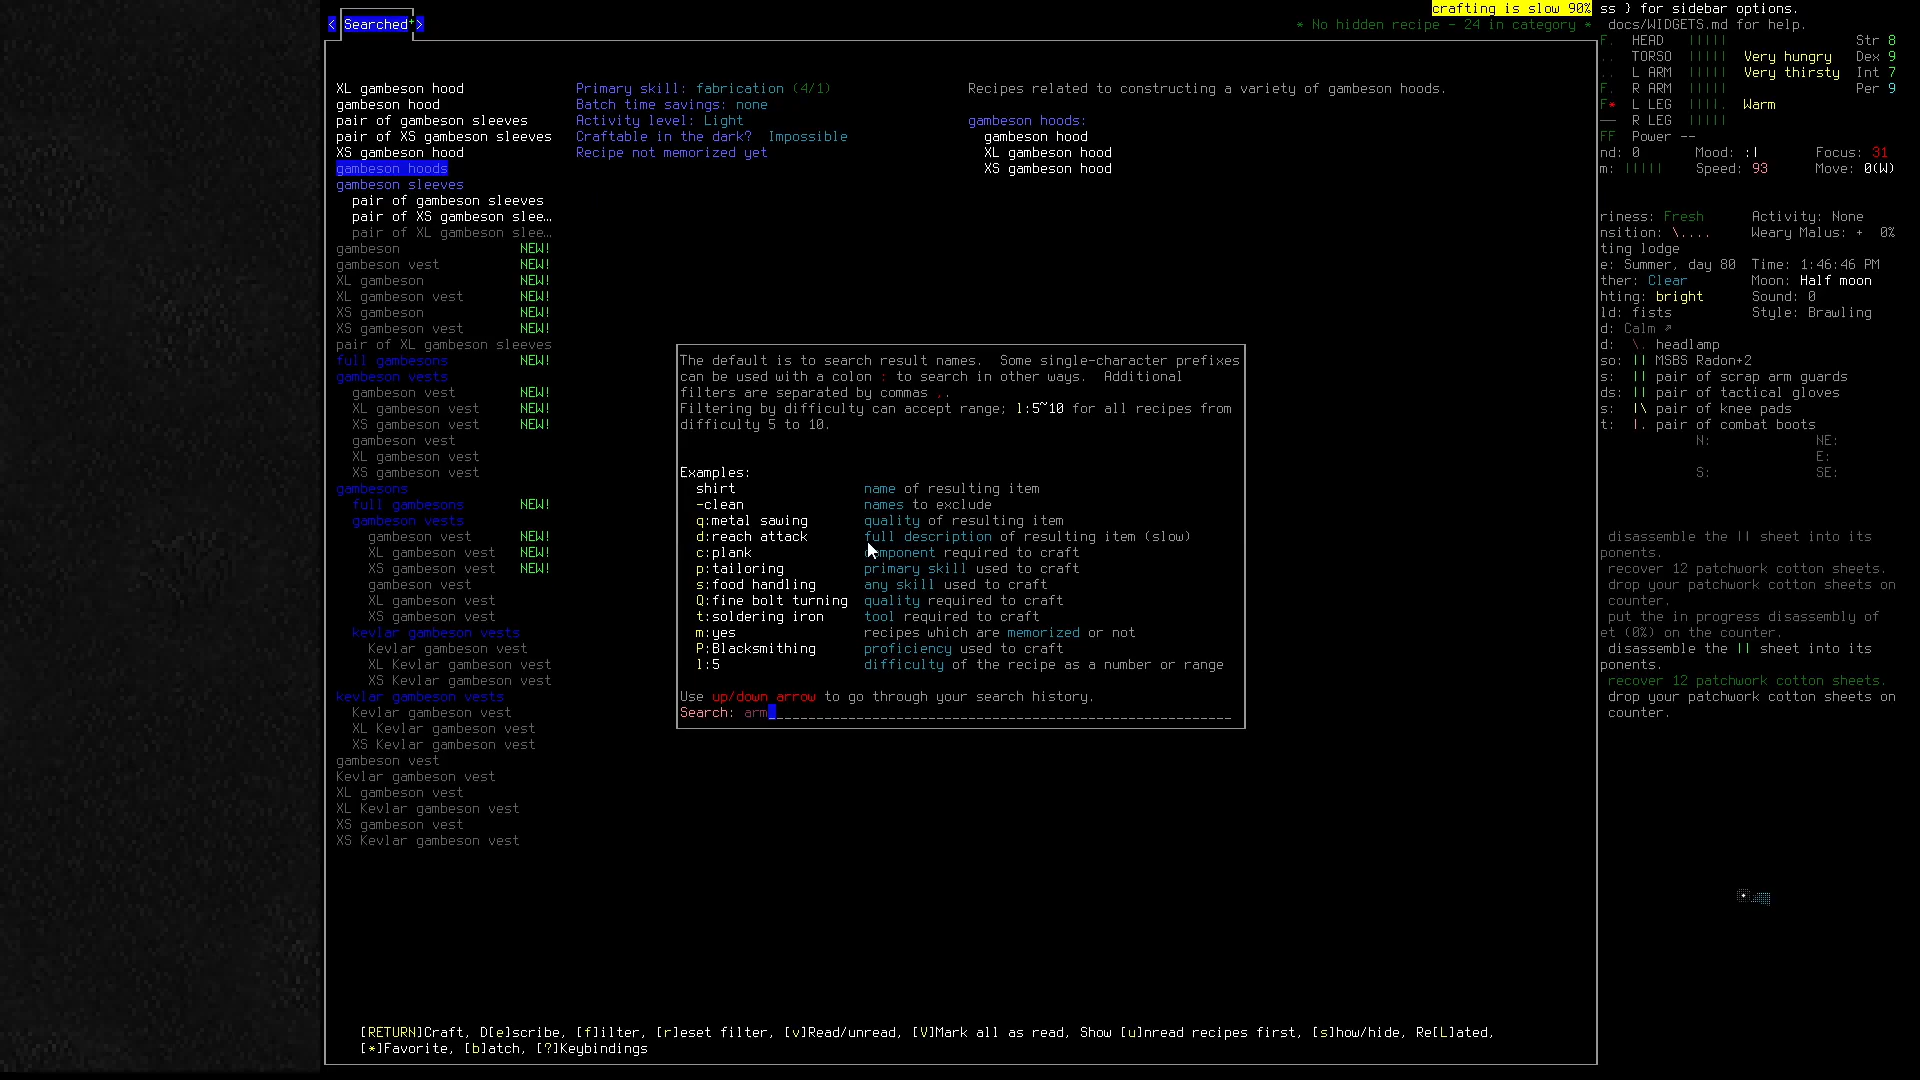 crafting is slow 90% ss } for sidebar options.
< Searched+> * No hidden recipe - 24 in category * docs/WIDGETS.md for help.
F. HEAD ||||| Str 8
.. TORSO ||||| Very hungry Dex 9
.. L ARM ||||| Very thirsty Int 7
XL gambeson hood Primary skill: fabrication (4/1) Recipes related to constructing a variety of gambeson hoods. F. R ARM ||||| Per 9
gambeson hood Batch time savings: none F* L LEG ||||. Warm
pair of gambeson sleeves Activity level: Light gambeson hoods: —— R LEG |||||
pair of XS gambeson sleeves Craftable in the dark? Impossible gambeson hood FF Power --
XS gambeson hood Recipe not memorized yet XL gambeson hood nd: 0 Mood: :| Focus: 31
gambeson hoods XS gambeson hood m: ||||| Speed: 93 Move: 0(W)
gambeson sleeves
pair of gambeson sleeves
pair of XS gambeson slee… riness: Fresh Activity: None
pair of XL gambeson slee… nsition: \.... Weary Malus: + 0%
gambeson NEW! ting lodge
gambeson vest NEW! e: Summer, day 80 Time: 1:46:46 PM
XL gambeson NEW! ther: Clear Moon: Half moon
XL gambeson vest NEW! hting: bright Sound: 0
XS gambeson NEW! ld: fists Style: Brawling
XS gambeson vest NEW! d: Calm
pair of XL gambeson sleeves d: \. headlamp
full gambesons NEW! The default is to search result names. Some single-character prefixes so: || MSBS Radon+2
gambeson vests can be used with a colon : to search in other ways. Additional s: || pair of scrap arm guards
gambeson vest NEW! filters are separated by commas ,. ds: || pair of tactical gloves
XL gambeson vest NEW! Filtering by difficulty can accept range; l:5~10 for all recipes from s: |\ pair of knee pads
XS gambeson vest NEW! difficulty 5 to 10. t: |. pair of combat boots
gambeson vest N: NE:
XL gambeson vest E:
XS gambeson vest Examples: S: SE:
gambesons shirt name of resulting item
full gambesons NEW! -clean names to exclude
gambeson vests q:metal sawing quality of resulting item
gambeson vest NEW! d:reach attack full description of resulting item (slow) disassemble the || sheet into its
XL gambeson vest NEW! c:plank component required to craft ponents.
XS gambeson vest NEW! p:tailoring primary skill used to craft recover 12 patchwork cotton sheets.
gambeson vest s:food handling any skill used to craft drop your patchwork cotton sheets on
XL gambeson vest Q:fine bolt turning quality required to craft counter.
XS gambeson vest t:soldering iron tool required to craft put the in progress disassembly of
kevlar gambeson vests m:yes recipes which are memorized or not et (0%) on the counter.
Kevlar gambeson vest P:Blacksmithing proficiency used to craft disassemble the || sheet into its
XL Kevlar gambeson vest l:5 difficulty of the recipe as a number or range ponents.
XS Kevlar gambeson vest recover 12 patchwork cotton sheets.
kevlar gambeson vests Use up/down arrow to go through your search history. drop your patchwork cotton sheets on
Kevlar gambeson vest Search: arm counter.
XL Kevlar gambeson vest
XS Kevlar gambeson vest
gambeson vest
Kevlar gambeson vest
XL gambeson vest
XL Kevlar gambeson vest
XS gambeson vest
XS Kevlar gambeson vest
[RETURN]Craft, D[e]scribe, [f]ilter, [r]eset filter, [v]Read/unread, [V]Mark all as read, Show [u]nread recipes first, [s]how/hide, Re[L]ated,
[*]Favorite, [b]atch, [?]Keybindings